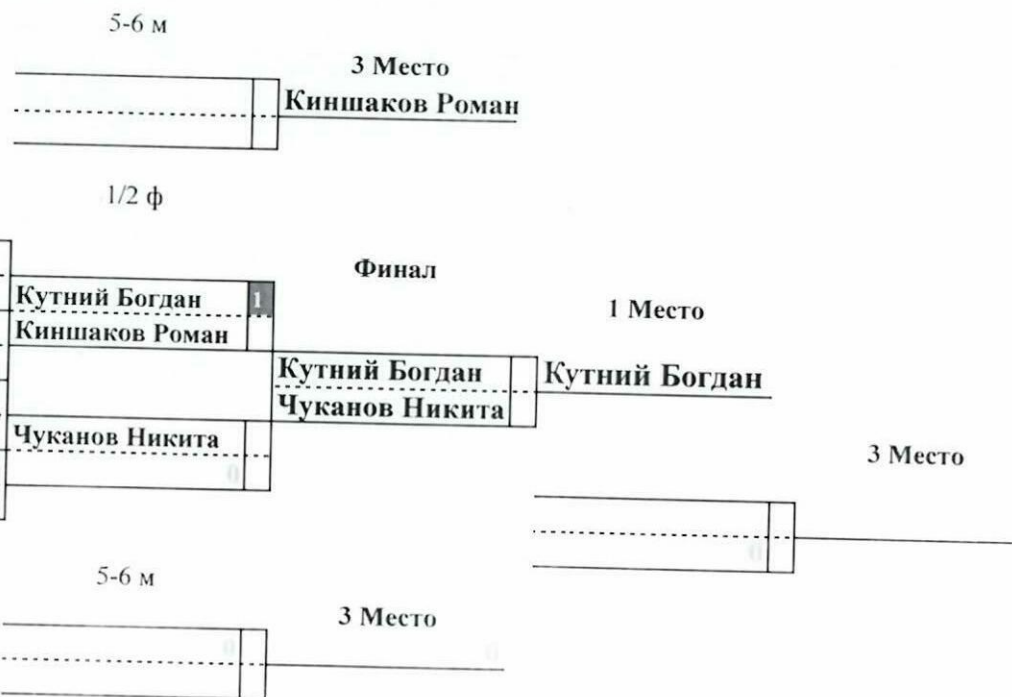 5-6 м
3 Место
Киншаков Роман
1/2 ф
Финал
1 Место
Кутний Богдан 1
Киншаков Роман
Кутний Богдан
Чуканов Никита
Кутний Богдан
Чуканов Никита
0
3 Место
0
5-6 м
3 Место
0
0